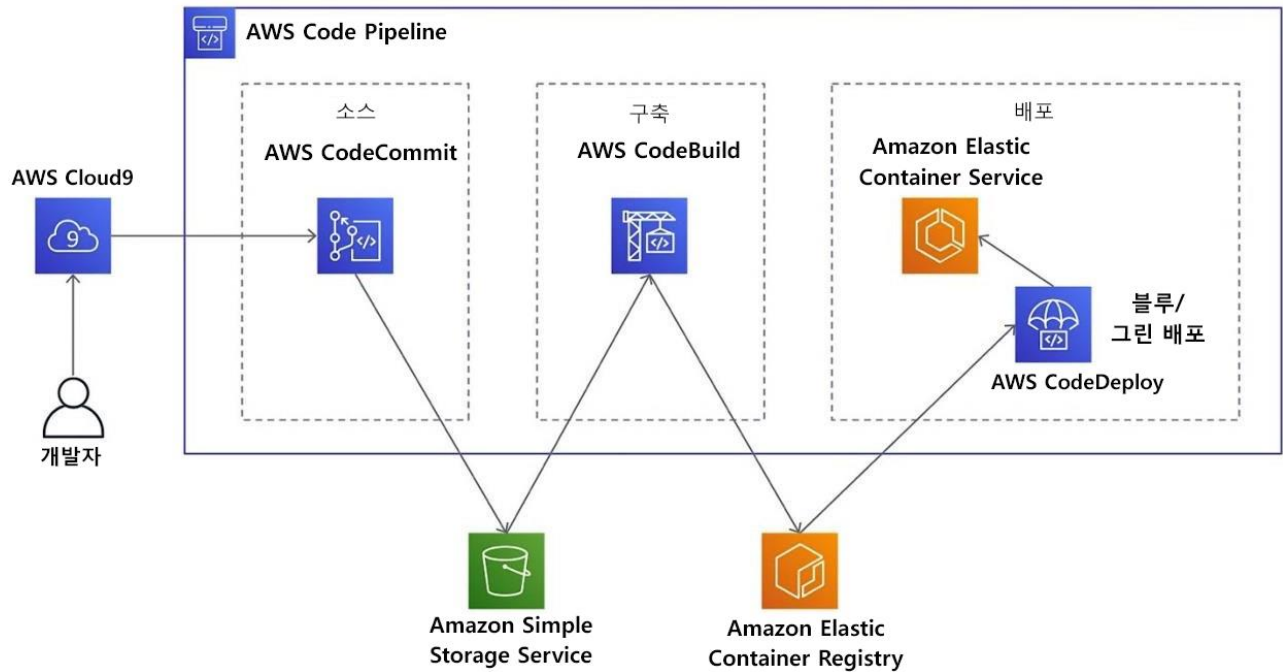 AWS Code Pipeline
소스
AWS CodeCommit
구축
AWS CodeBuild
배포
Amazon Elastic
Container Service
AWS Cloud9
9
블루/
그린 배포
AWS CodeDeploy
개발자
Amazon Simple
Storage Service
Amazon Elastic
Container Registry